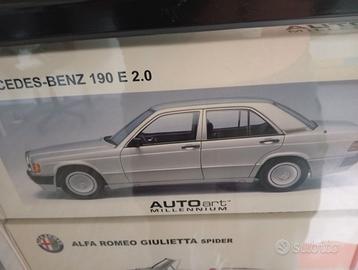 CEDES-BENZ 190 E 2.0
AUTOart
MILLENNIUM
ALFA ROMEO GIULIETTA SPIDER
subito